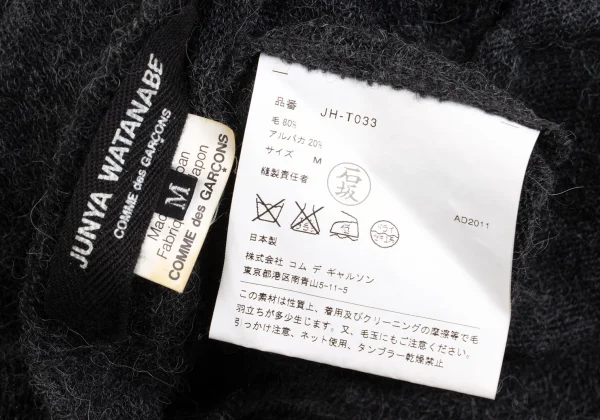 JUNYA WATANABE
COMME des GARÇONS
M
COMME des GARÇONS
品番 JH-T033
毛 80%
アルパカ 20%
サイズ M
縫製責任者 石坂
AD2011
日本製
株式会社 コム デ ギャルソン
東京都港区南青山5-11-5
この素材は性質上、着用及びクリーニングの摩擦等で毛
羽立ちが多少生じます。又、毛玉にもご注意ください。
引っかけ注意、ネット使用、タンブラー乾燥禁止